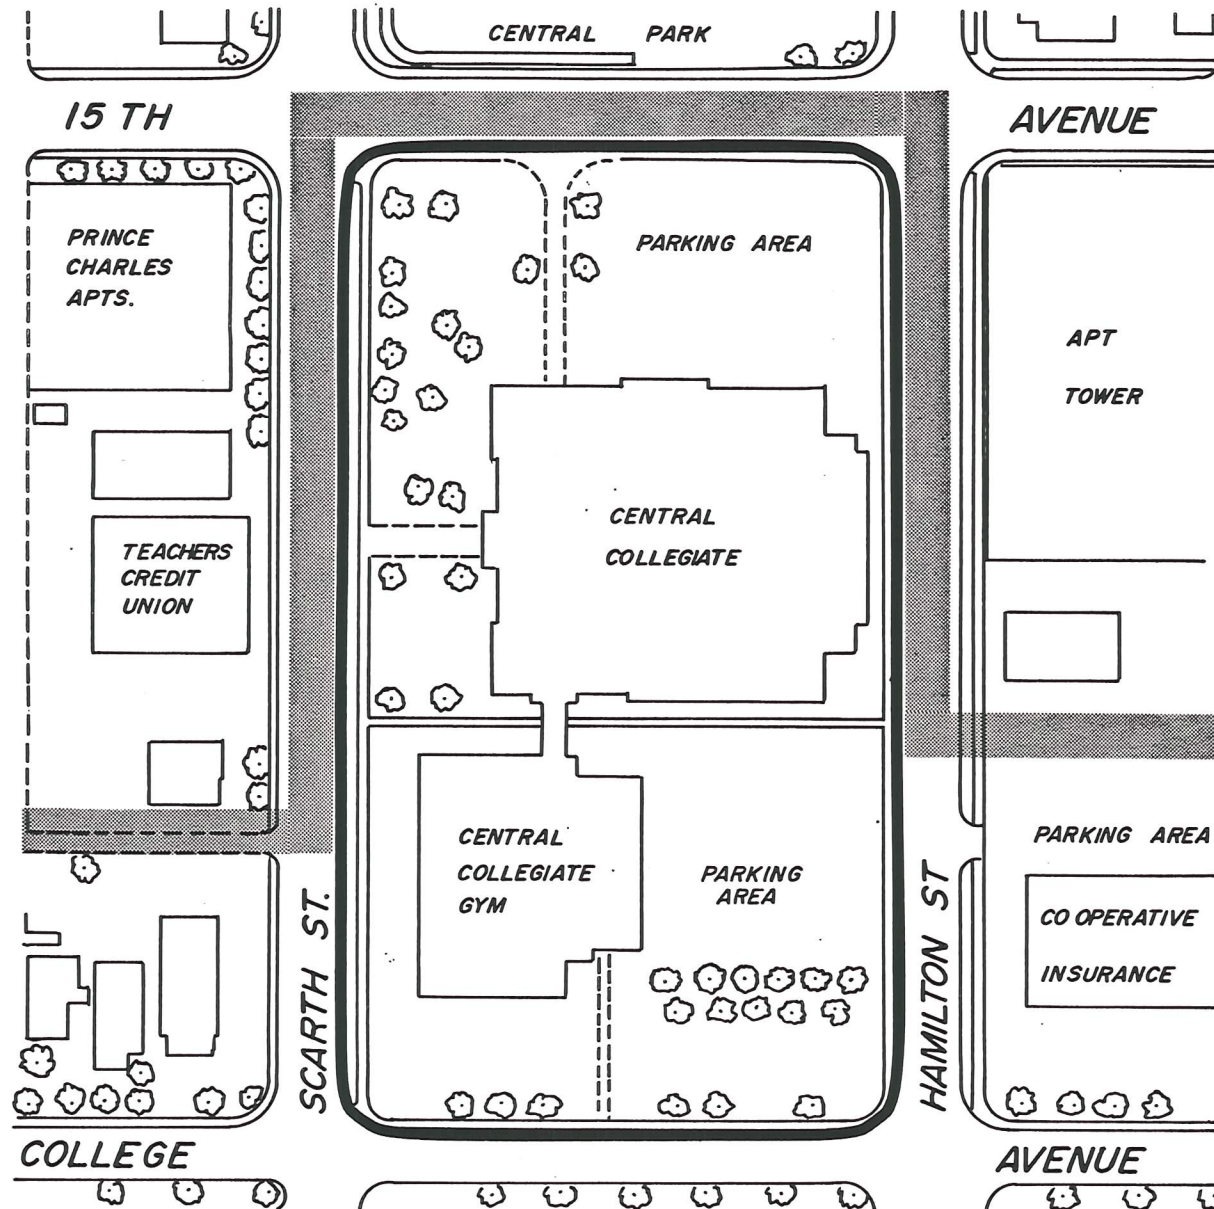 CENTRAL PARK
15 TH AVENUE
PRINCE
CHARLES
APTS.
PARKING AREA
APT
TOWER
CENTRAL
COLLEGIATE
TEACHERS
CREDIT
UNION
CENTRAL
COLLEGIATE
GYM
PARKING
AREA
PARKING AREA
CO OPERATIVE
INSURANCE
SCARTH ST.
HAMILTON ST
COLLEGE AVENUE